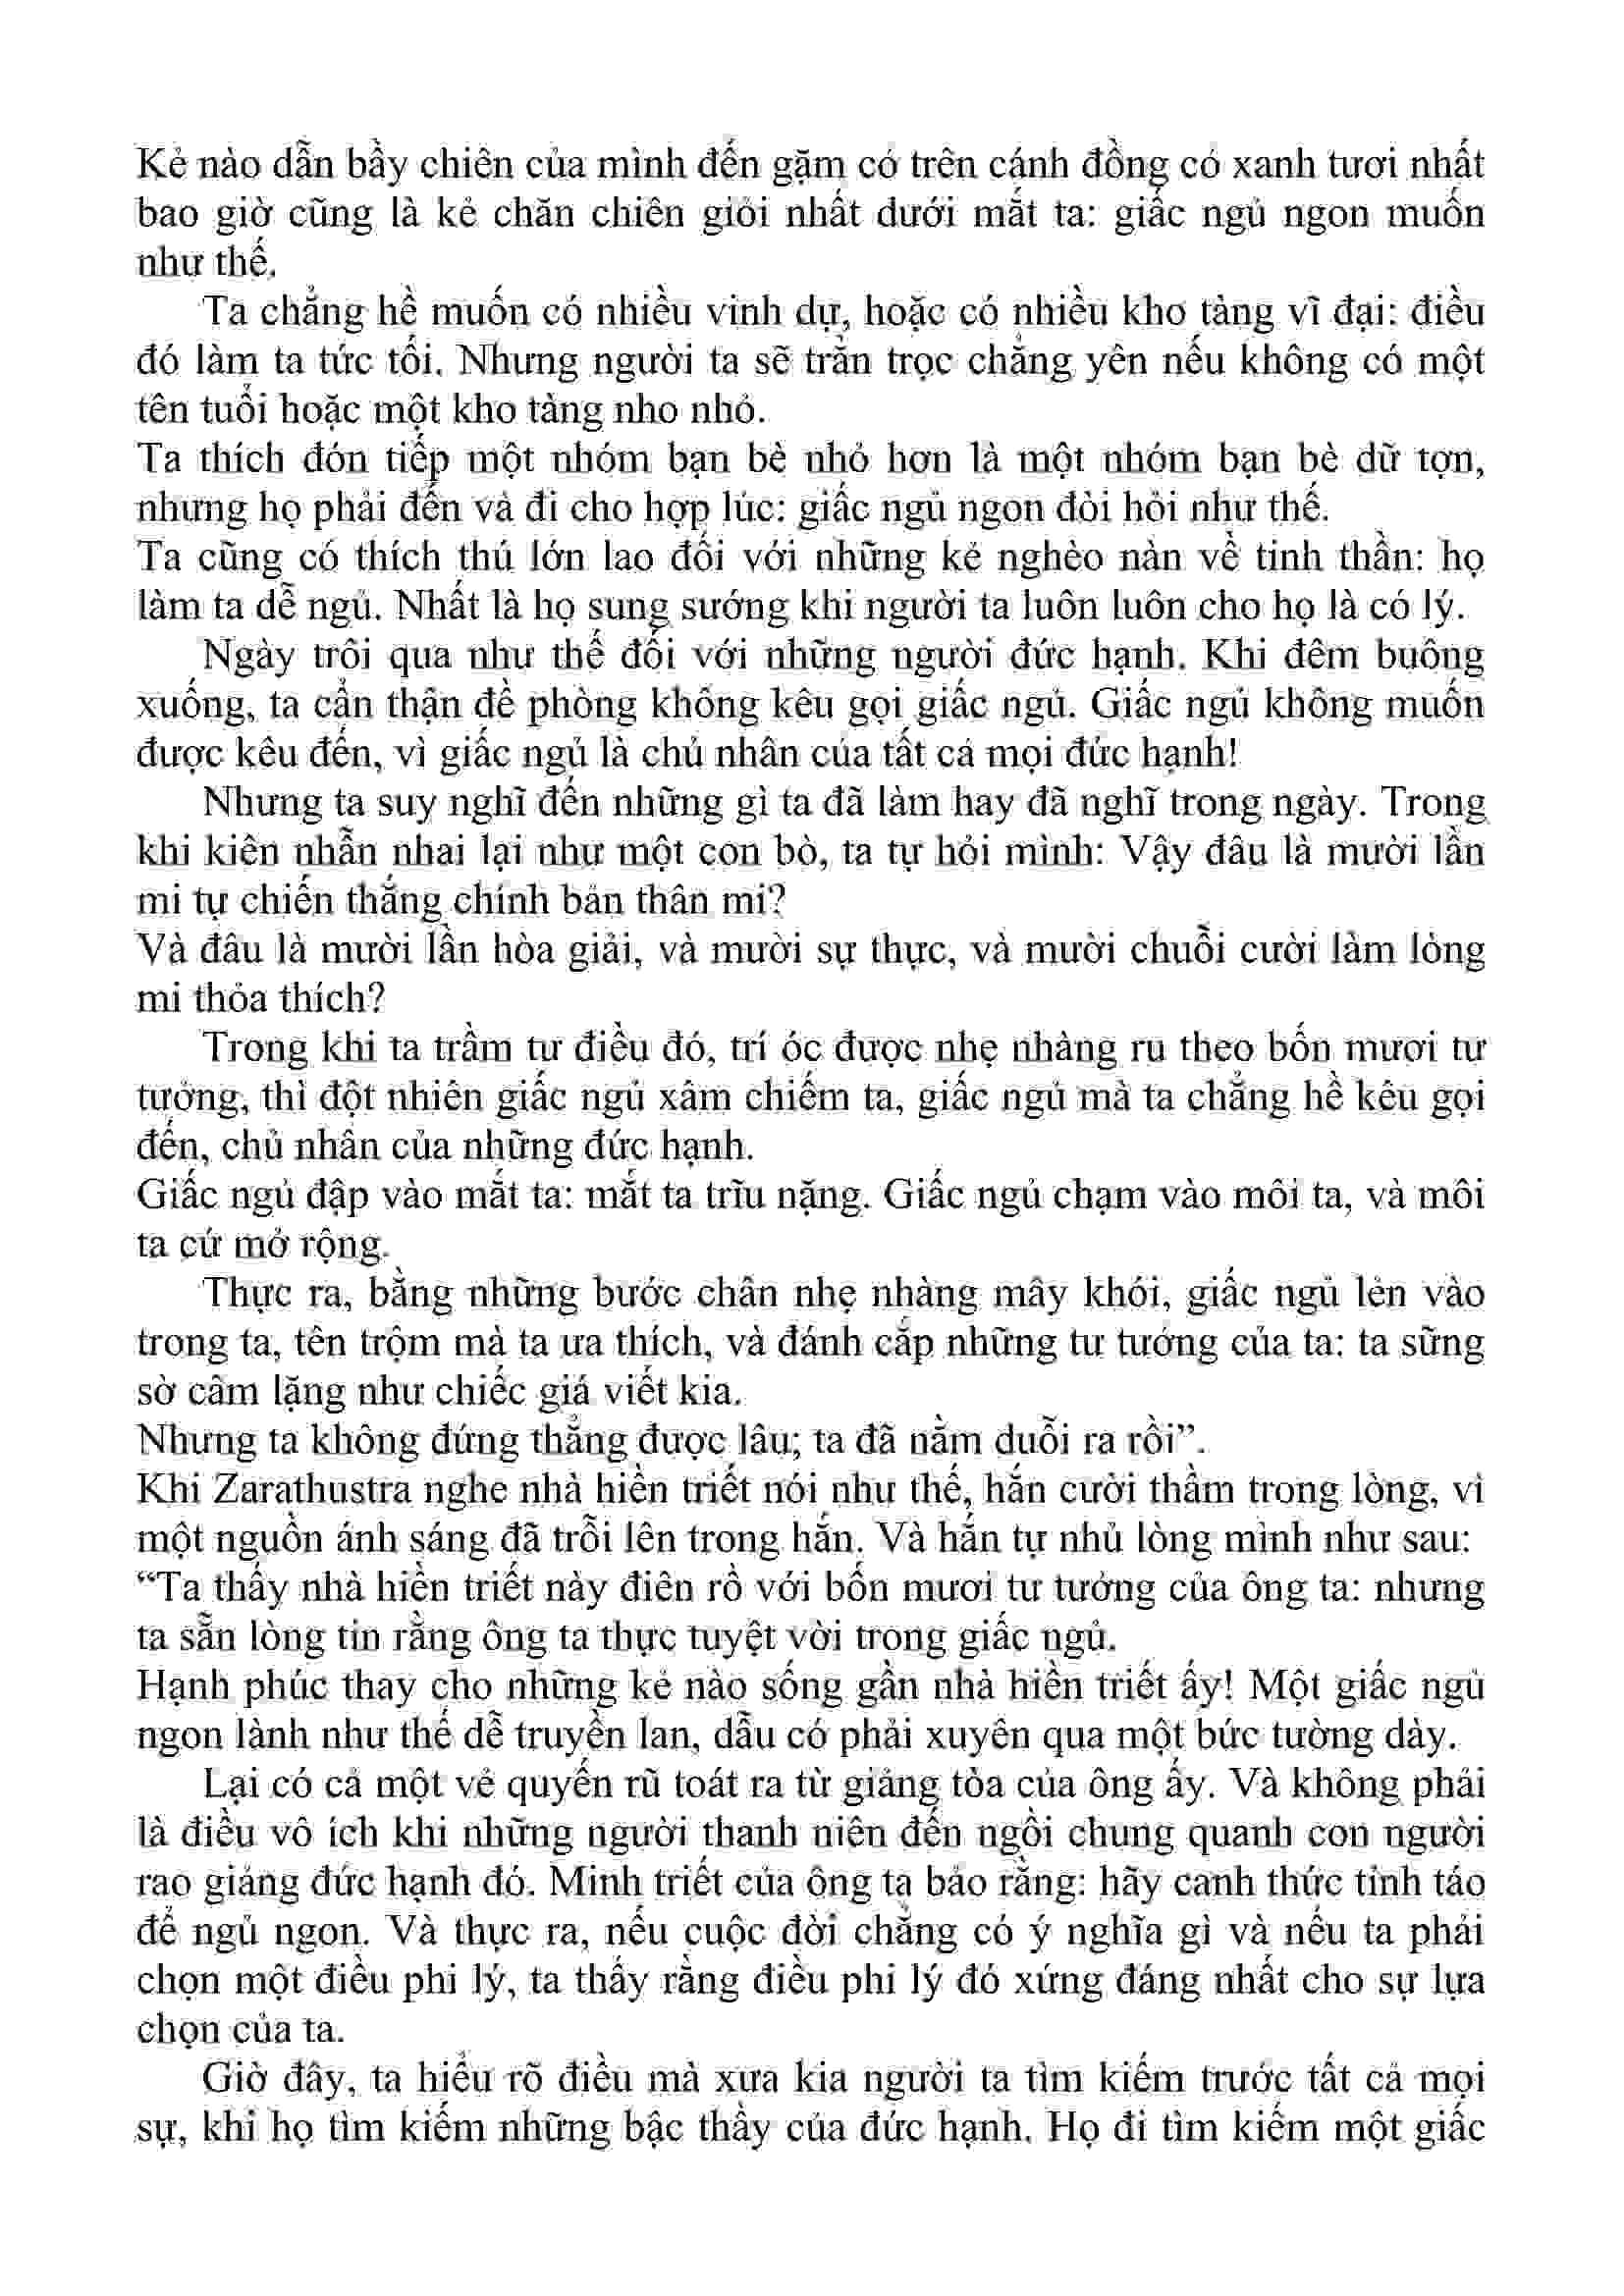 Kẻ nào dẫn bầy chiên của mình đến gặm cỏ trên cánh đồng cỏ xanh tươi nhất
bao giờ cũng là kẻ chăn chiên giỏi nhất dưới mắt ta: giấc ngủ ngon muốn
như thế.
Ta chẳng hề muốn có nhiều vinh dự, hoặc có nhiều kho tàng vĩ đại: điều
đó làm ta tức tối. Nhưng người ta sẽ trằn trọc chẳng yên nếu không có một
tên tuổi hoặc một kho tàng nho nhỏ.
Ta thích đón tiếp một nhóm bạn bè nhỏ hơn là một nhóm bạn bè dữ tợn,
nhưng họ phải đến và đi cho hợp lúc: giấc ngủ ngon đòi hỏi như thế.
Ta cũng có thích thú lớn lao đối với những kẻ nghèo nàn về tinh thần: họ
làm ta dễ ngủ. Nhất là họ sung sướng khi người ta luôn luôn cho họ là có lý.
Ngày trôi qua như thế đối với những người đức hạnh. Khi đêm buông
xuống, ta cẩn thận đề phòng không kêu gọi giấc ngủ. Giấc ngủ không muốn
được kêu đến, vì giấc ngủ là chủ nhân của tất cả mọi đức hạnh!
Nhưng ta suy nghĩ đến những gì ta đã làm hay đã nghĩ trong ngày. Trong
khi kiên nhẫn nhai lại như một con bò, ta tự hỏi mình: Vậy đâu là mười lần
mi tự chiến thắng chính bản thân mi?
Và đâu là mười lần hòa giải, và mười sự thực, và mười chuỗi cười làm lòng
mi thỏa thích?
Trong khi ta trầm tư điều đó, trí óc được nhẹ nhàng ru theo bốn mươi tư
tưởng, thì đột nhiên giấc ngủ xâm chiếm ta, giấc ngủ mà ta chẳng hề kêu gọi
đến, chủ nhân của những đức hạnh.
Giấc ngủ đập vào mắt ta: mắt ta trĩu nặng. Giấc ngủ chạm vào môi ta, và môi
ta cứ mở rộng.
Thực ra, bằng những bước chân nhẹ nhàng mây khói, giấc ngủ lẻn vào
trong ta, tên trộm mà ta ưa thích, và đánh cắp những tư tưởng của ta: ta sững
sờ câm lặng như chiếc giá viết kia.
Nhưng ta không đứng thẳng được lâu; ta đã nằm duỗi ra rồi”.
Khi Zarathustra nghe nhà hiền triết nói như thế, hắn cười thầm trong lòng, vì
một nguồn ánh sáng đã trỗi lên trong hắn. Và hắn tự nhủ lòng mình như sau:
“Ta thấy nhà hiền triết này điên rồ với bốn mươi tư tưởng của ông ta: nhưng
ta sẵn lòng tin rằng ông ta thực tuyệt vời trong giấc ngủ.
Hạnh phúc thay cho những kẻ nào sống gần nhà hiền triết ấy! Một giấc ngủ
ngon lành như thế dễ truyền lan, dẫu có phải xuyên qua một bức tường dày.
Lại có cả một vẻ quyến rũ toát ra từ giảng tòa của ông ấy. Và không phải
là điều vô ích khi những người thanh niên đến ngồi chung quanh con người
rao giảng đức hạnh đó. Minh triết của ông ta bảo rằng: hãy canh thức tỉnh táo
để ngủ ngon. Và thực ra, nếu cuộc đời chẳng có ý nghĩa gì và nếu ta phải
chọn một điều phi lý, ta thấy rằng điều phi lý đó xứng đáng nhất cho sự lựa
chọn của ta.
Giờ đây, ta hiểu rõ điều mà xưa kia người ta tìm kiếm trước tất cả mọi
sự, khi họ tìm kiếm những bậc thầy của đức hạnh. Họ đi tìm kiếm một giấc